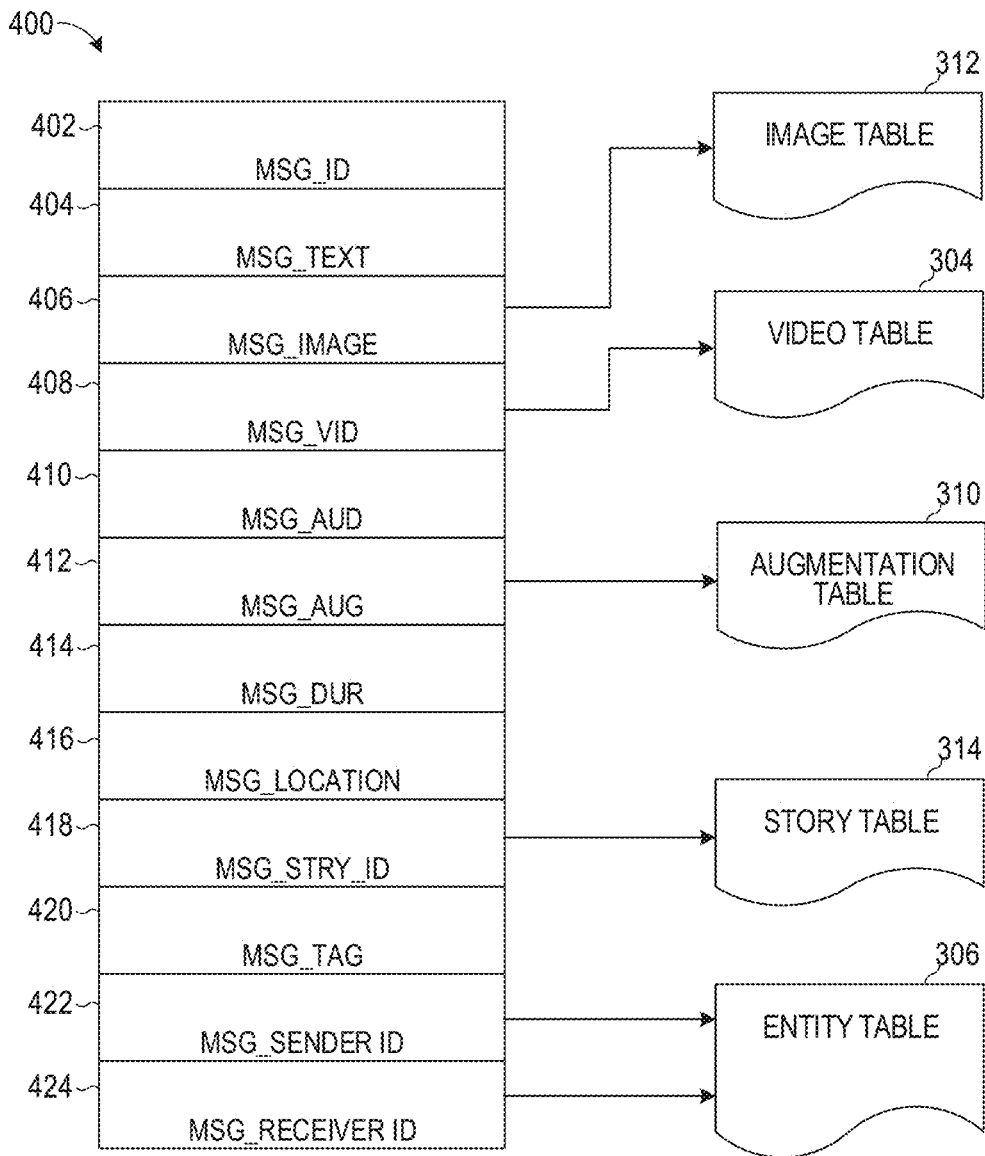 400
402
MSG_ID
404
MSG_TEXT
406
MSG_IMAGE
408
MSG_VID
410
MSG_AUD
412
MSG_AUG
414
MSG_DUR
416
MSG_LOCATION
418
MSG_STRY_ID
420
MSG_TAG
422
MSG_SENDER ID
424
MSG_RECEIVER ID
312
IMAGE TABLE
304
VIDEO TABLE
310
AUGMENTATION
TABLE
314
STORY TABLE
306
ENTITY TABLE